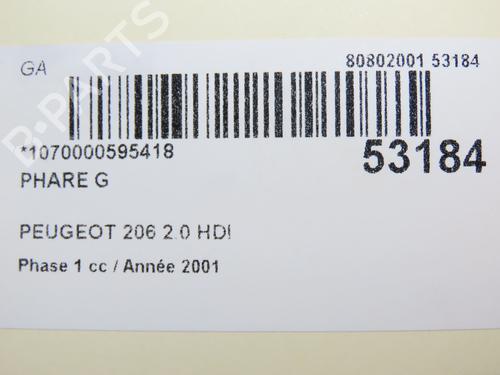 GA
80802001 53184
*1070000595418
53184
PHARE G
PEUGEOT 206 2.0 HDI
Phase 1 cc / Année 2001
B-PARTS